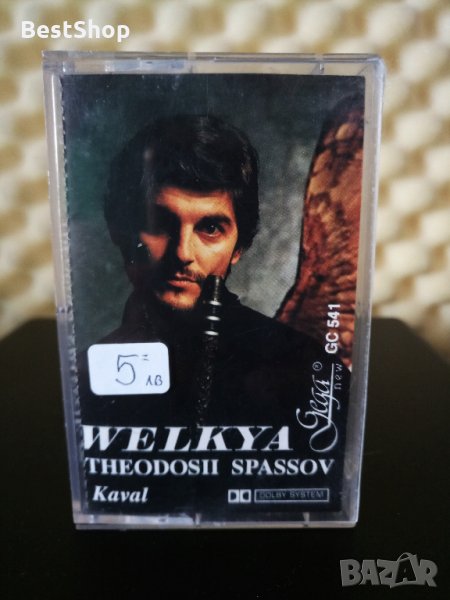 BestShop
GC 541
Gega ®
new
5=
лв
WELKYA
THEODOSII SPASSOV
Kaval
DOLBY SYSTEM
BAZAR